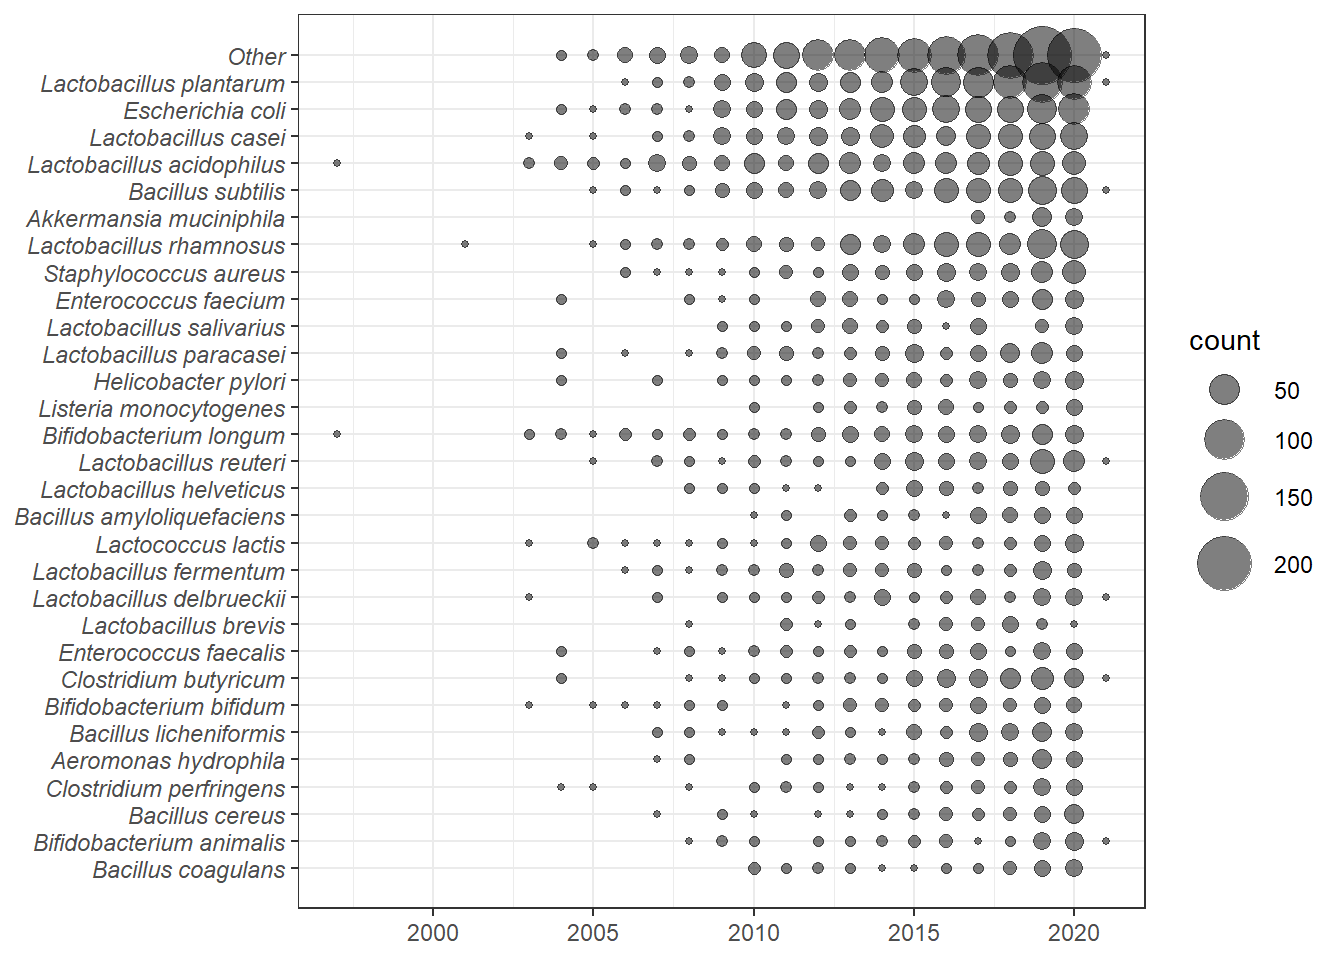 Other
Lactobacillus plantarum
Escherichia coli
Lactobacillus casei
Lactobacillus acidophilus
Bacillus subtilis
Akkermansia muciniphila
Lactobacillus rhamnosus
Staphylococcus aureus
Enterococcus faecium
Lactobacillus salivarius
Lactobacillus paracasei
Helicobacter pylori
Listeria monocytogenes
Bifidobacterium longum
Lactobacillus reuteri
Lactobacillus helveticus
Bacillus amyloliquefaciens
Lactococcus lactis
Lactobacillus fermentum
Lactobacillus delbrueckii
Lactobacillus brevis
Enterococcus faecalis
Clostridium butyricum
Bifidobacterium bifidum
Bacillus licheniformis
Aeromonas hydrophila
Clostridium perfringens
Bacillus cereus
Bifidobacterium animalis
Bacillus coagulans
2000 2005 2010 2015 2020
count
50
100
150
200